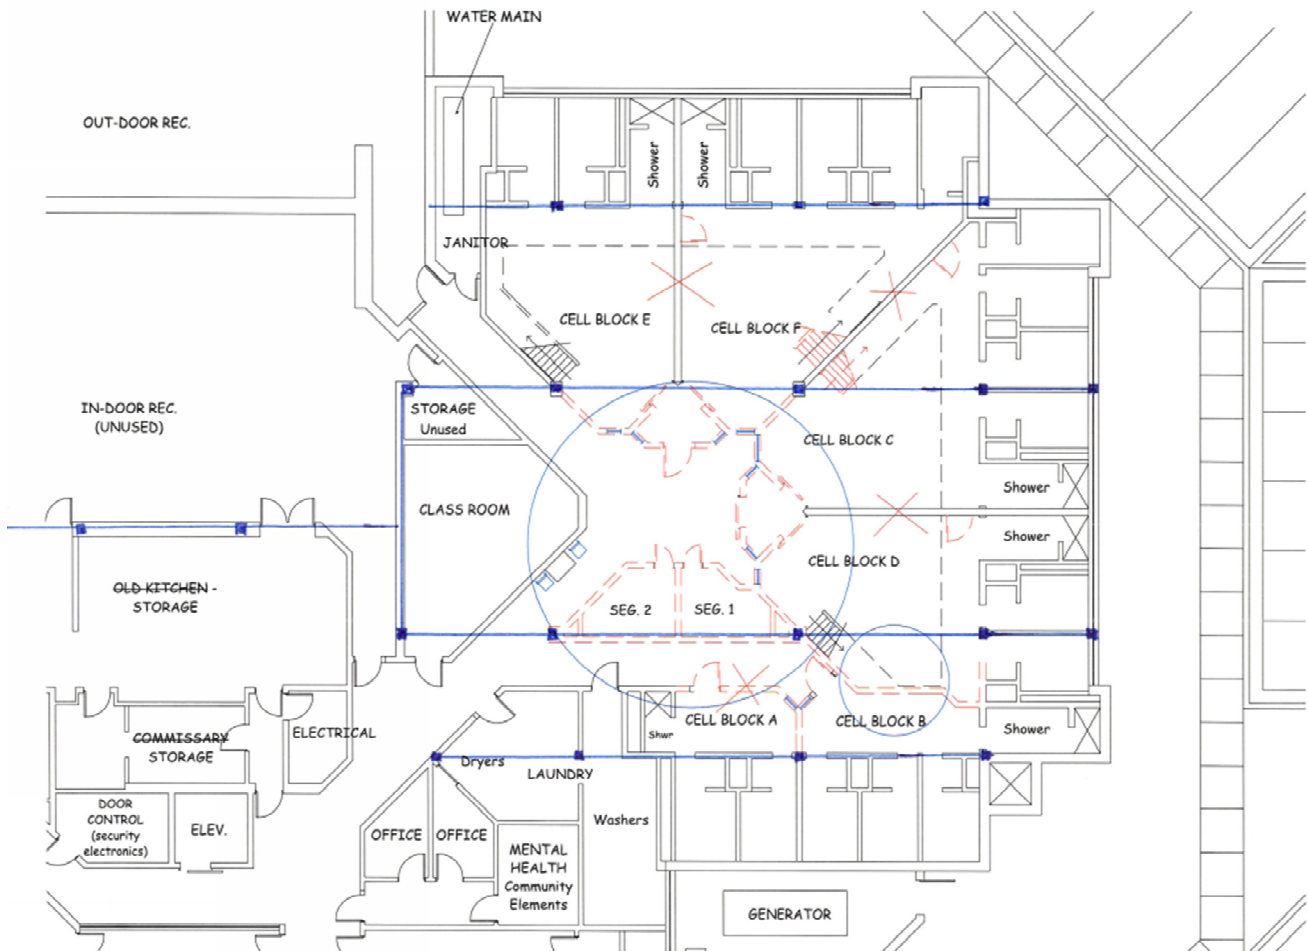 WATER MAIN
OUT-DOOR REC.
Shower
Shower
JANITOR
CELL BLOCK E
CELL BLOCK F
IN-DOOR REC.
(UNUSED)
STORAGE
Unused
CELL BLOCK C
CLASS ROOM
Shower
Shower
CELL BLOCK D
OLD KITCHEN -
STORAGE
SEG. 2
SEG. 1
ELECTRICAL
COMMISSARY
STORAGE
CELL BLOCK A
CELL BLOCK B
Shwr
Shower
Dryers
LAUNDRY
DOOR
CONTROL
(security
electronics)
ELEV.
OFFICE
OFFICE
Washers
MENTAL
HEALTH
Community
Elements
GENERATOR